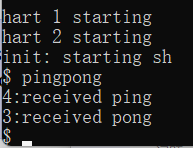 hart 1 starting
hart 2 starting
init: starting sh
$ pingpong
4:received ping
3:received pong
$